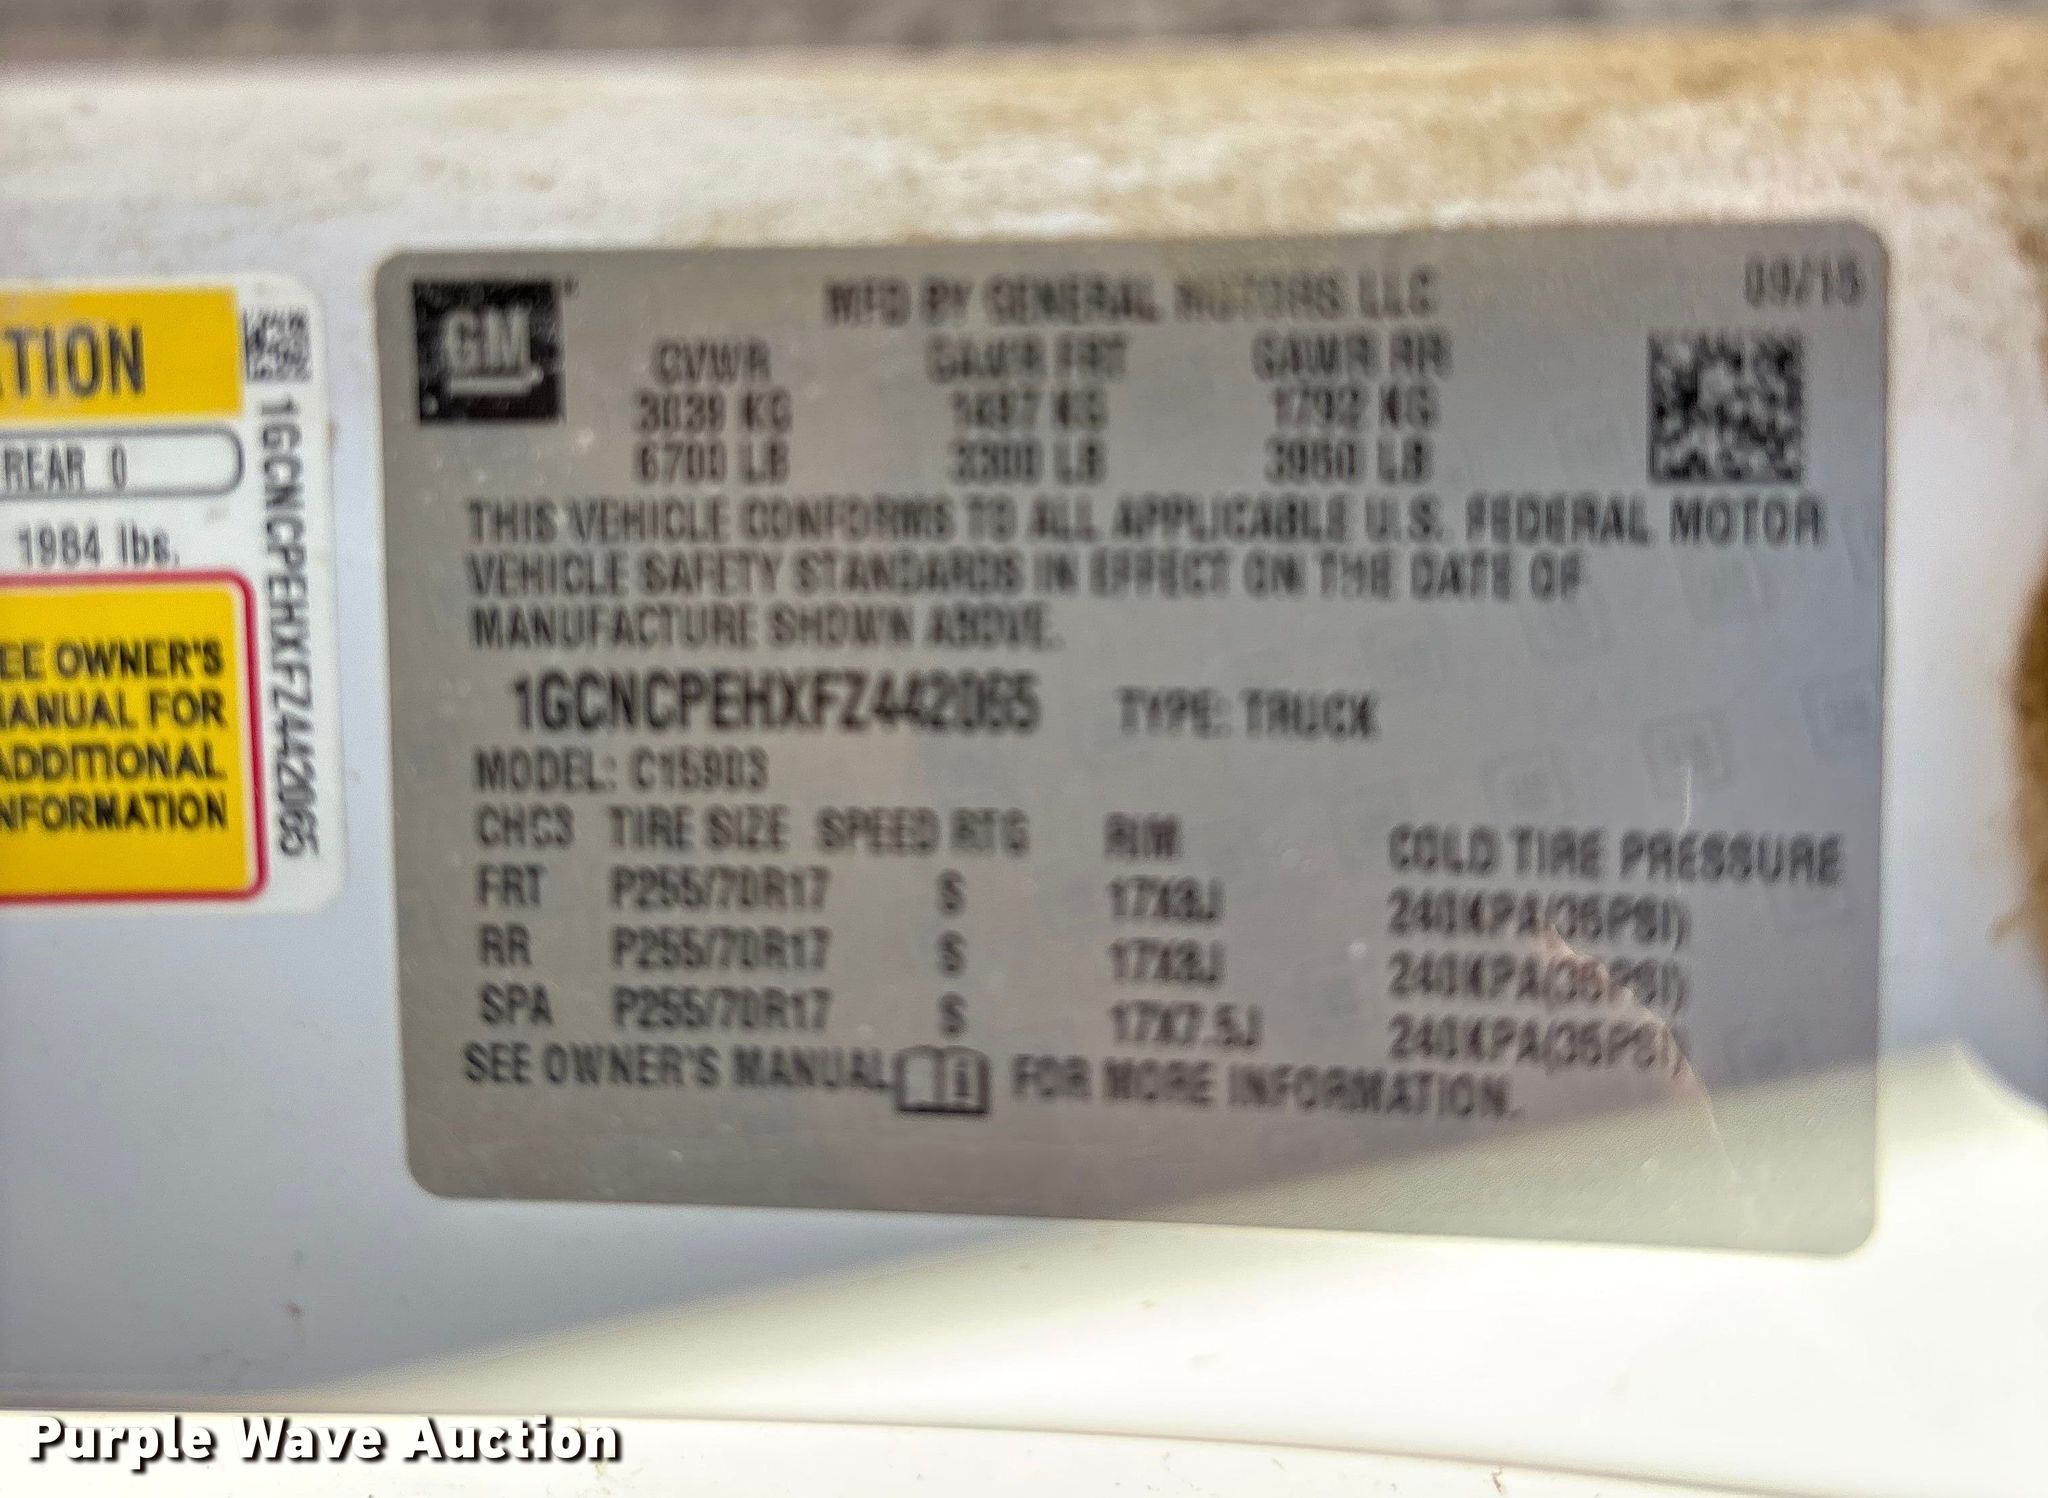 TION
REAR 0
1984 lbs.
EE OWNER'S
ANUAL FOR
ADDITIONAL
NFORMATION
1GCNCPEHXFZ442065
GM
MFD BY GENERAL MOTORS LLC 09/15
GVWR GAWR FRT GAWR RR
3039 KG 1497 KG 1792 KG
6700 LB 3300 LB 3950 LB
THIS VEHICLE CONFORMS TO ALL APPLICABLE U.S. FEDERAL MOTOR
VEHICLE SAFETY STANDARDS IN EFFECT ON THE DATE OF
MANUFACTURE SHOWN ABOVE.
1GCNCPEHXFZ442065 TYPE: TRUCK
MODEL: C15903
CHC3 TIRE SIZE SPEED RTG RIM COLD TIRE PRESSURE
FRT P255/70R17 S 17X8J 240KPA(35PSI)
RR P255/70R17 S 17X8J 240KPA(35PSI)
SPA P255/70R17 S 17X7.5J 240KPA(35PSI)
SEE OWNER'S MANUAL i FOR MORE INFORMATION.
Purple Wave Auction